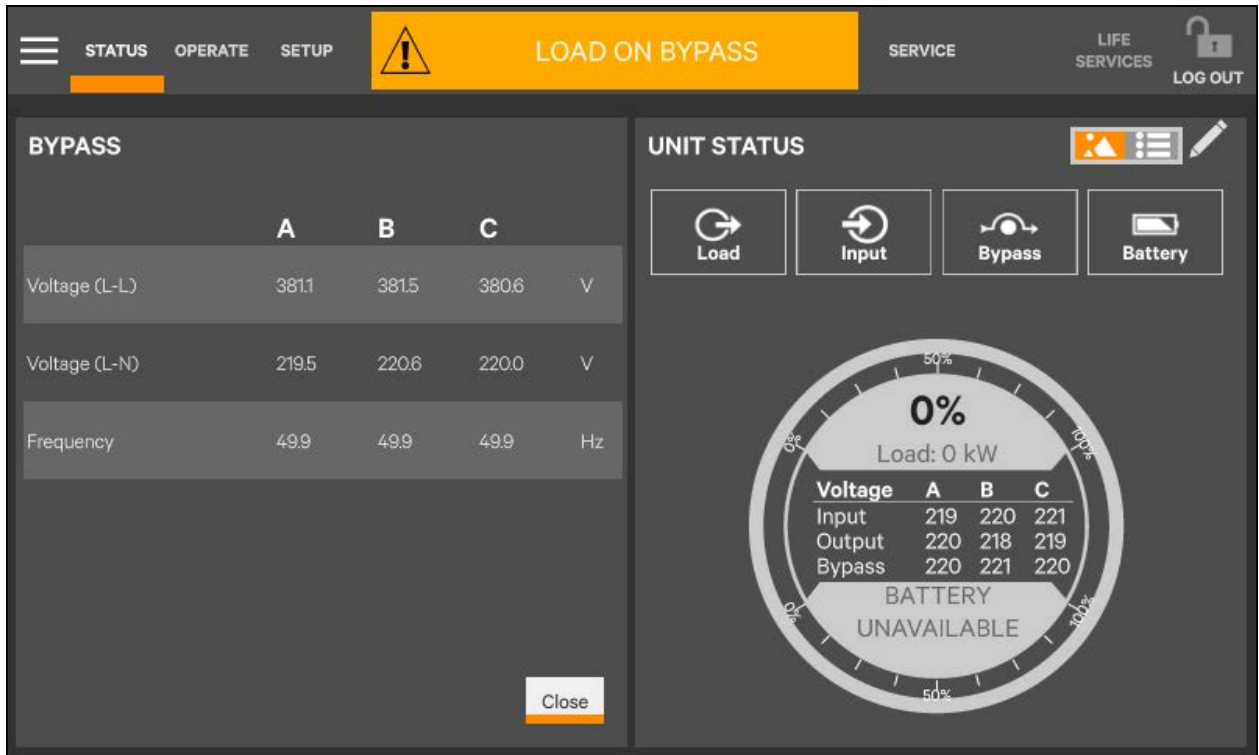 STATUS OPERATE SETUP LOAD ON BYPASS SERVICE LIFE SERVICES LOG OUT
BYPASS
A B C
Voltage (L-L) 381.1 381.5 380.6 V
Voltage (L-N) 219.5 220.6 220.0 V
Frequency 49.9 49.9 49.9 Hz
Close
UNIT STATUS
Load Input Bypass Battery
50%
0% 100%
0%
Load: 0 kW
Voltage A B C
Input 219 220 221
Output 220 218 219
Bypass 220 221 220
BATTERY
UNAVAILABLE
0% 100%
50%